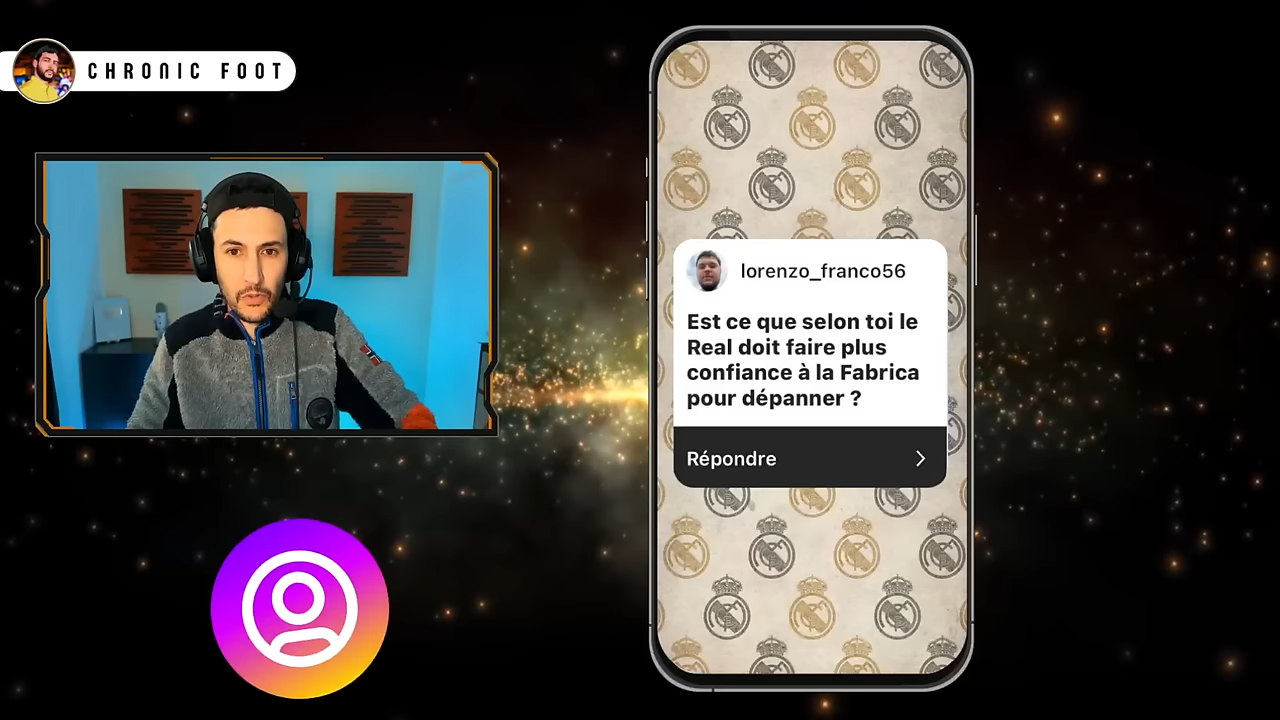 CHRONIC FOOT
lorenzo_franco56
Est ce que selon toi le
Real doit faire plus
confiance à la Fabrica
pour dépanner ?
Répondre